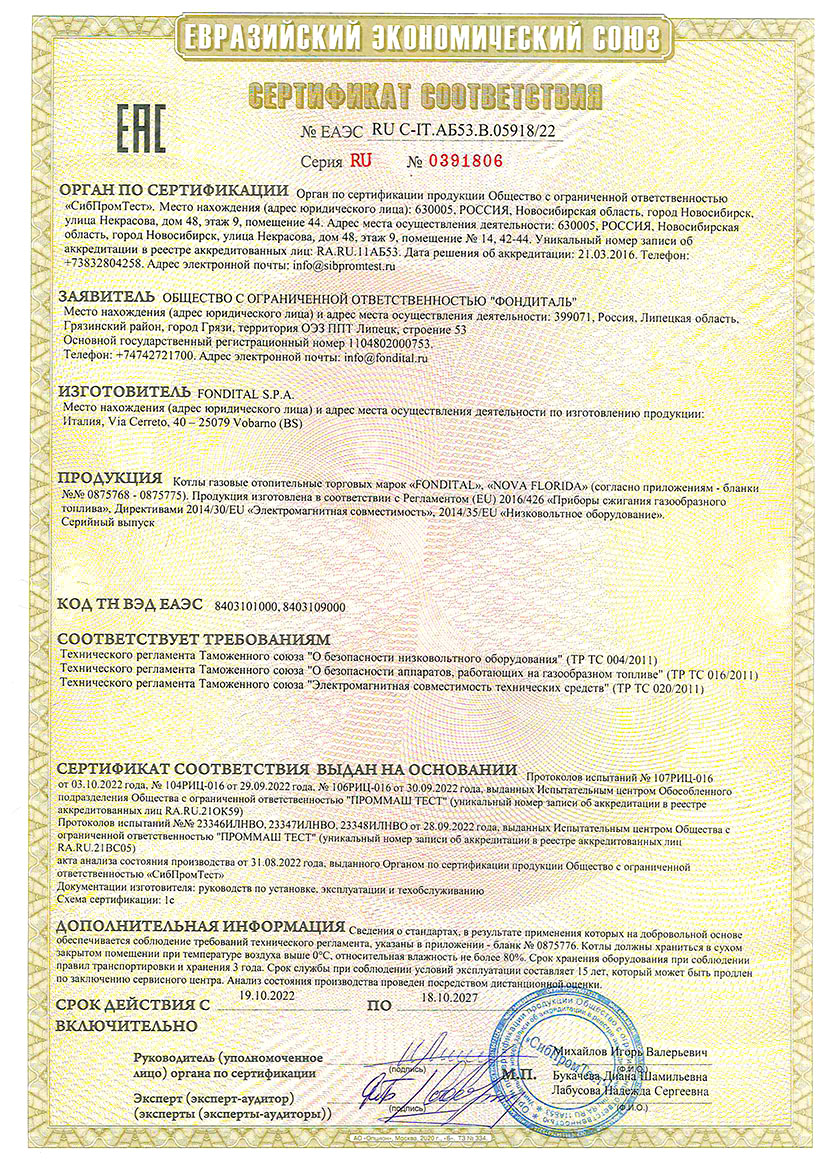 ЕВРАЗИЙСКИЙ ЭКОНОМИЧЕСКИЙ СОЮЗ
СЕРТИФИКАТ СООТВЕТСТВИЯ
EAC
№ ЕАЭС RU C-IT.АБ53.В.05918/22
Серия RU № 0391806
ОРГАН ПО СЕРТИФИКАЦИИ Орган по сертификации продукции Общество с ограниченной ответственностью
«СибПромТест». Место нахождения (адрес юридического лица): 630005, РОССИЯ, Новосибирская область, город Новосибирск,
улица Некрасова, дом 48, этаж 9, помещение 44. Адрес места осуществления деятельности: 630005, РОССИЯ, Новосибирская
область, город Новосибирск, улица Некрасова, дом 48, этаж 9, помещение № 14, 42-44. Уникальный номер записи об
аккредитации в реестре аккредитованных лиц: RA.RU.11АБ53. Дата решения об аккредитации: 21.03.2016. Телефон:
+73832804258. Адрес электронной почты: info@sibpromtest.ru
ЗАЯВИТЕЛЬ ОБЩЕСТВО С ОГРАНИЧЕННОЙ ОТВЕТСТВЕННОСТЬЮ "ФОНДИТАЛЬ"
Место нахождения (адрес юридического лица) и адрес места осуществления деятельности: 399071, Россия, Липецкая область,
Грязинский район, город Грязи, территория ОЭЗ ППТ Липецк, строение 53
Основной государственный регистрационный номер 1104802000753.
Телефон: +74742721700. Адрес электронной почты: info@fondital.ru
ИЗГОТОВИТЕЛЬ FONDITAL S.P.A.
Место нахождения (адрес юридического лица) и адрес места осуществления деятельности по изготовлению продукции:
Италия, Via Cerreto, 40 – 25079 Vobarno (BS)
ПРОДУКЦИЯ Котлы газовые отопительные торговых марок «FONDITAL», «NOVA FLORIDA» (согласно приложениям - бланки
№№ 0875768 - 0875775). Продукция изготовлена в соответствии с Регламентом (EU) 2016/426 «Приборы сжигания газообразного
топлива», Директивами 2014/30/EU «Электромагнитная совместимость», 2014/35/EU «Низковольтное оборудование».
Серийный выпуск
КОД ТН ВЭД ЕАЭС 8403101000, 8403109000
СООТВЕТСТВУЕТ ТРЕБОВАНИЯМ
Технического регламента Таможенного союза "О безопасности низковольтного оборудования" (ТР ТС 004/2011)
Технического регламента Таможенного союза "О безопасности аппаратов, работающих на газообразном топливе" (ТР ТС 016/2011)
Технического регламента Таможенного союза "Электромагнитная совместимость технических средств" (ТР ТС 020/2011)
СЕРТИФИКАТ СООТВЕТСТВИЯ ВЫДАН НА ОСНОВАНИИ Протоколов испытаний № 107РИЦ-016
от 03.10.2022 года, № 104РИЦ-016 от 29.09.2022 года, № 106РИЦ-016 от 30.09.2022 года, выданных Испытательным центром Обособленного
подразделения Общества с ограниченной ответственностью "ПРОММАШ ТЕСТ" (уникальный номер записи об аккредитации в реестре
аккредитованных лиц RA.RU.21ОК59)
Протоколов испытаний №№ 23346ИЛНВО, 23347ИЛНВО, 23348ИЛНВО от 28.09.2022 года, выданных Испытательным центром Общества с
ограниченной ответственностью "ПРОММАШ ТЕСТ" (уникальный номер записи об аккредитации в реестре аккредитованных лиц
RA.RU.21ВС05)
акта анализа состояния производства от 31.08.2022 года, выданного Органом по сертификации продукции Общество с ограниченной
ответственностью «СибПромТест»
Документации изготовителя: руководств по установке, эксплуатации и техобслуживанию
Схема сертификации: 1с
ДОПОЛНИТЕЛЬНАЯ ИНФОРМАЦИЯ Сведения о стандартах, в результате применения которых на добровольной основе
обеспечивается соблюдение требований технического регламента, указаны в приложении - бланк № 0875776. Котлы должны храниться в сухом
закрытом помещении при температуре воздуха выше 0°С, относительная влажность не более 80%. Срок хранения оборудования при соблюдении
правил транспортировки и хранения 3 года. Срок службы при соблюдении условий эксплуатации составляет 15 лет, который может быть продлен
по заключению сервисного центра. Анализ состояния производства проведен посредством дистанционной оценки.
СРОК ДЕЙСТВИЯ С 19.10.2022 ПО 18.10.2027
ВКЛЮЧИТЕЛЬНО
Руководитель (уполномоченное
лицо) органа по сертификации (подпись) Михайлов Игорь Валерьевич (Ф.И.О.)
М.П.
Эксперт (эксперт-аудитор)
(эксперты (эксперты-аудиторы)) (подпись) Букачева Диана Шамильевна
Лабусова Надежда Сергеевна (Ф.И.О.)
«СибПромТест»
АО «Опцион», Москва, 2020 г., «Б». ТЗ № 334.